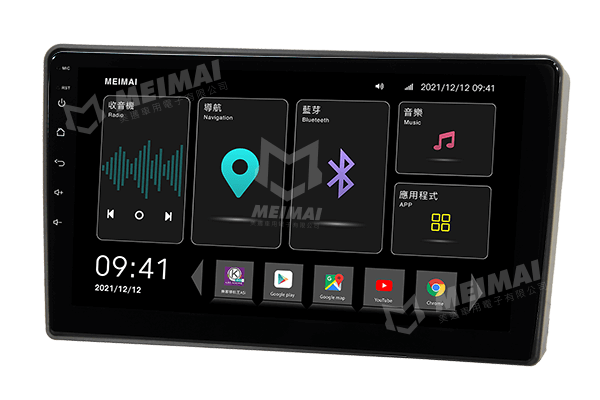 MIC
RST
MEIMAI
2021/12/12 09:41
收音機
Radio
導航
Navigation
藍芽
Bluetooth
音樂
Music
應用程式
APP
09:41
2021/12/12
Google play
Google map
YouTube
Chrome
MEIMAI
MEIMAI
MEIMAI